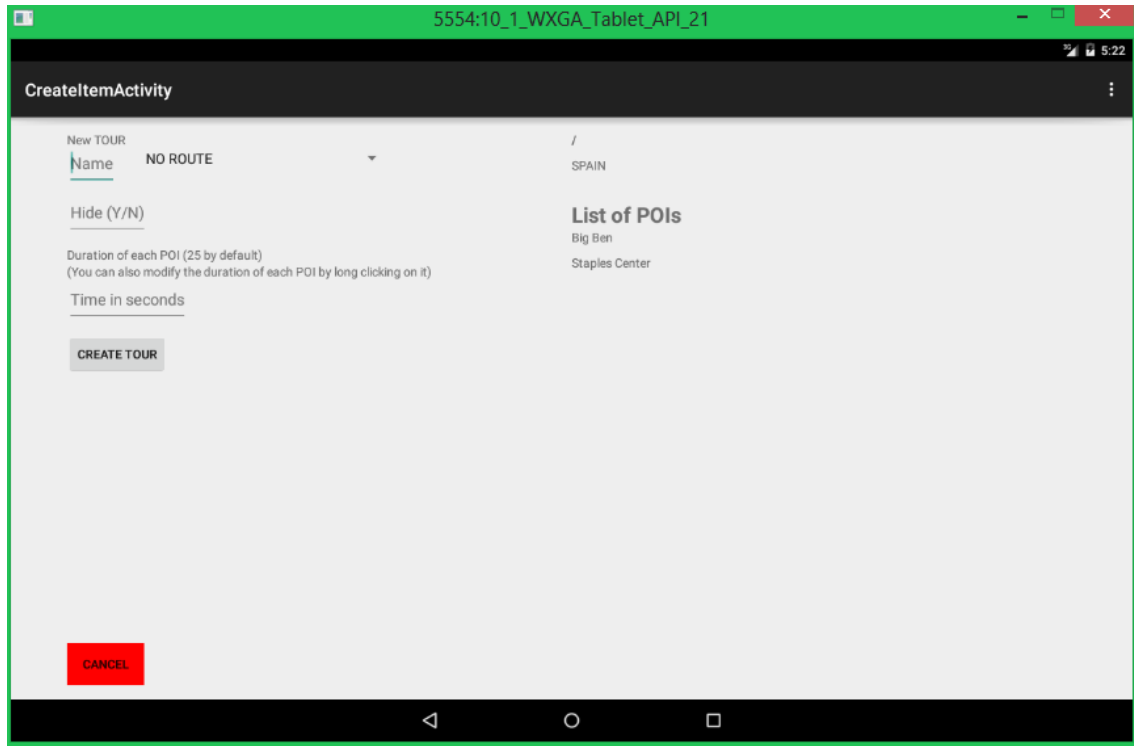 5554:10_1_WXGA_Tablet_API_21
3G 5:22
CreateItemActivity
New TOUR
Name NO ROUTE
Hide (Y/N)
Duration of each POI (25 by default)
(You can also modify the duration of each POI by long clicking on it)
Time in seconds
CREATE TOUR
CANCEL
/
SPAIN
List of POIs
Big Ben
Staples Center